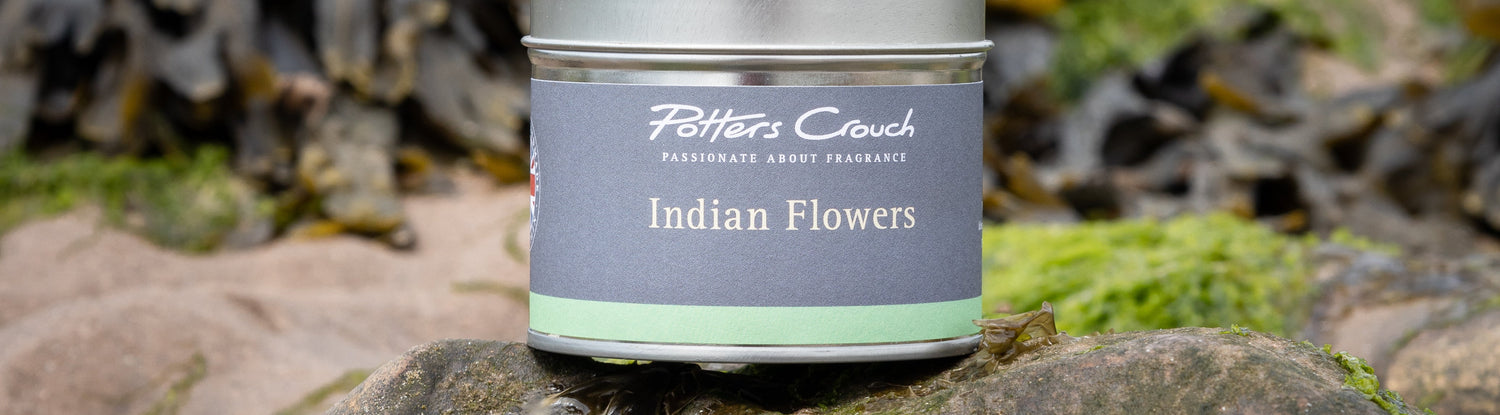 Potters Crouch
PASSIONATE ABOUT FRAGRANCE
Indian Flowers